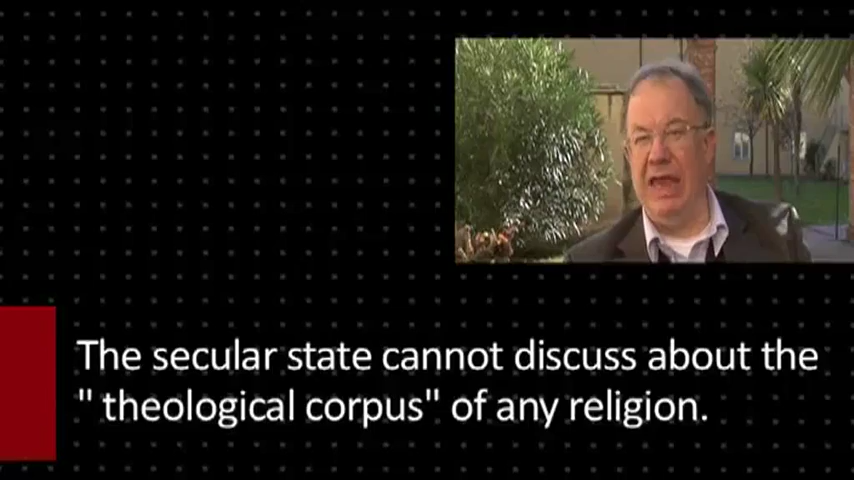 The secular state cannot discuss about the
" theological corpus" of any religion.